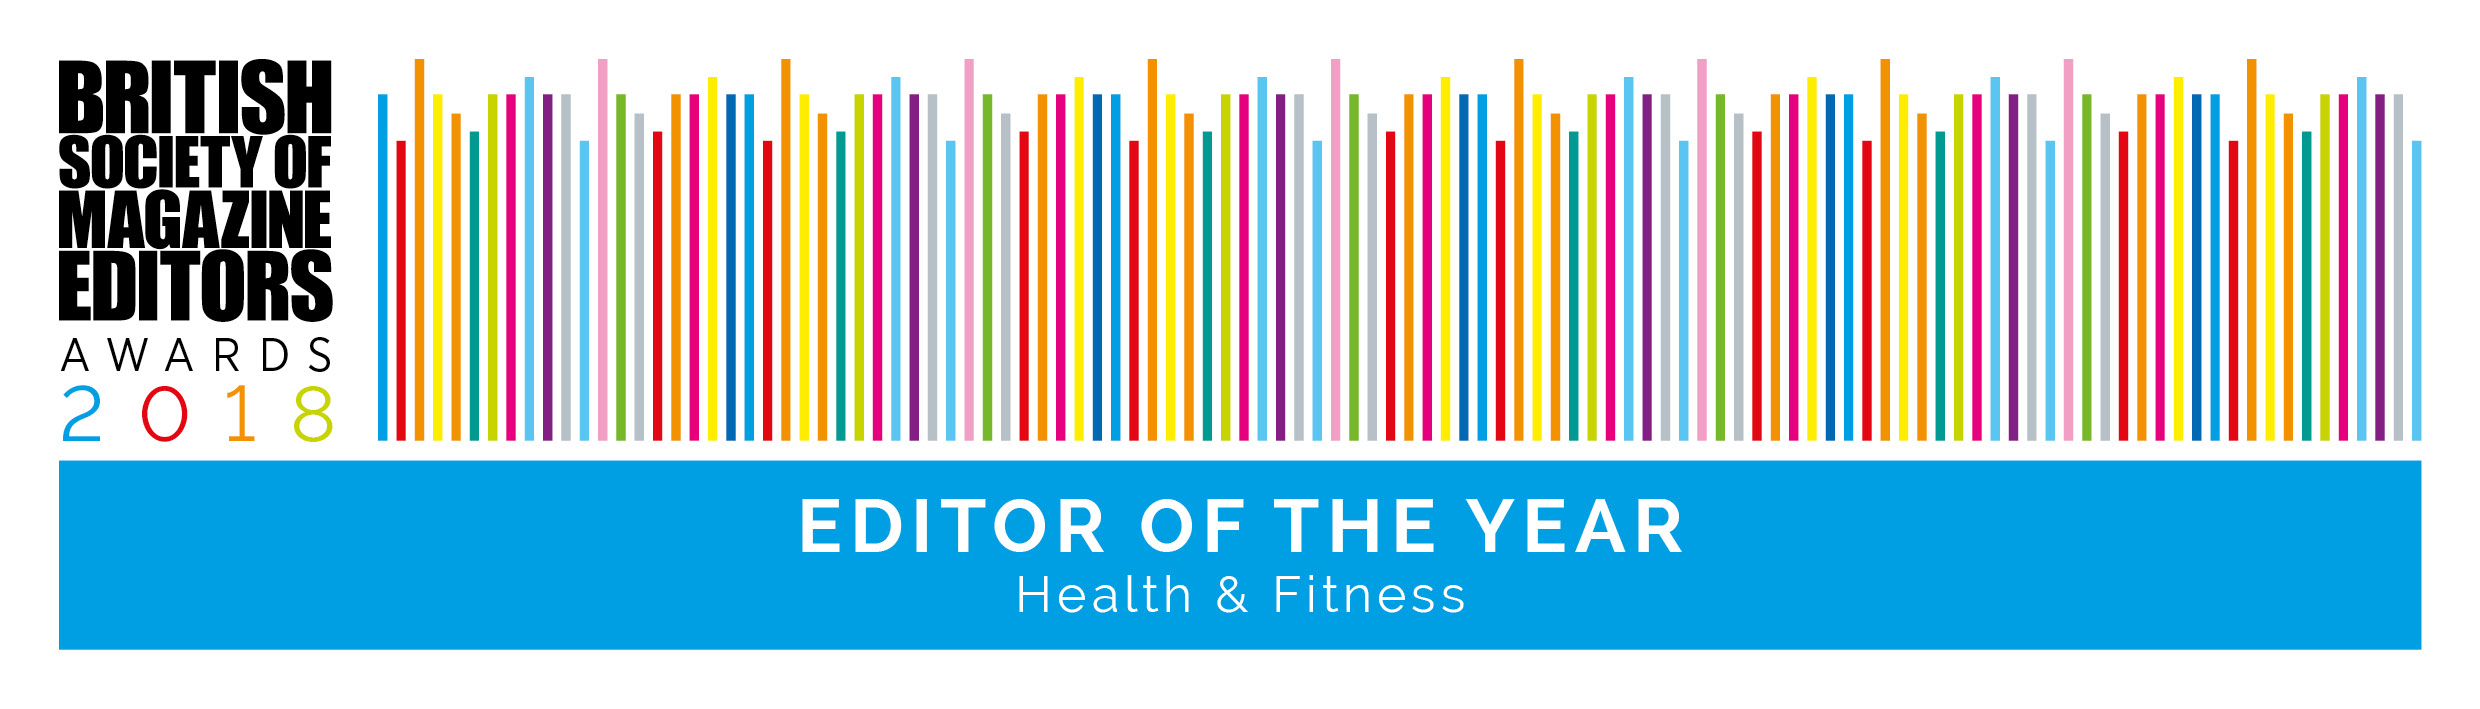 BRITISH
SOCIETY OF
MAGAZINE
EDITORS
AWARDS
2018
EDITOR OF THE YEAR
Health & Fitness